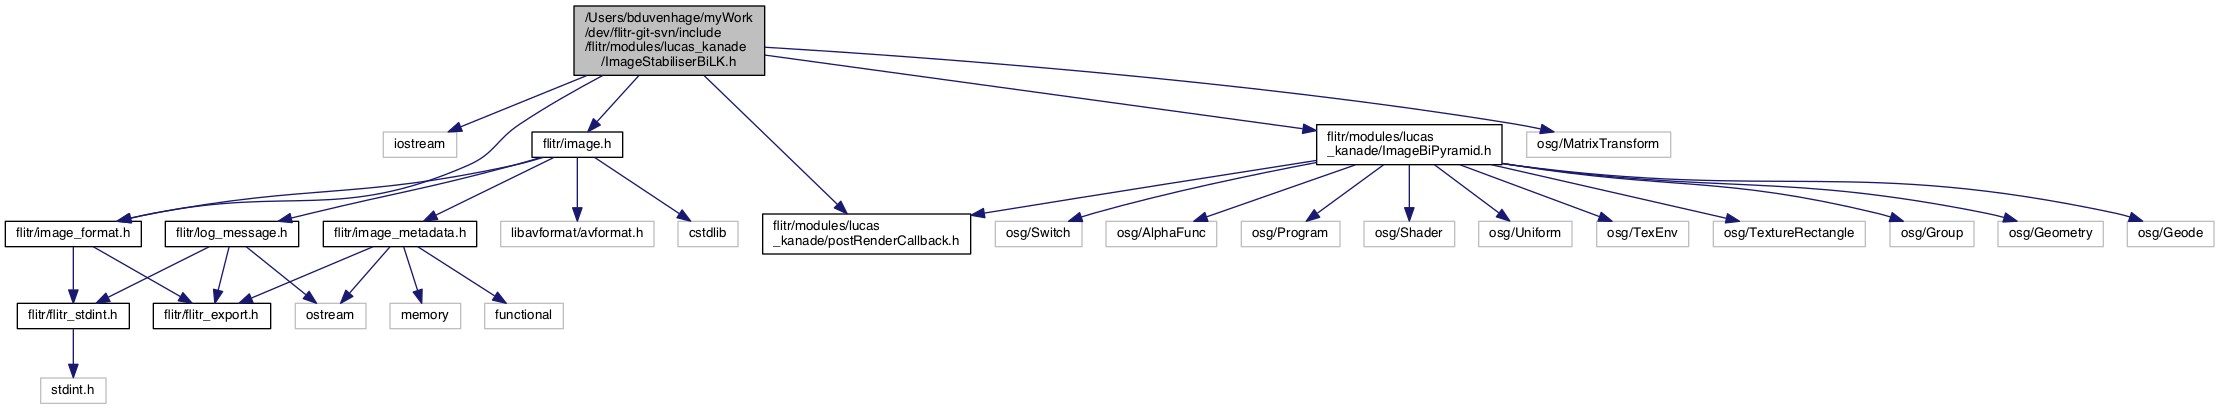 /Users/bduvenhage/myWork
/dev/flitr-git-svn/include
/flitr/modules/lucas_kanade
/ImageStabiliserBiLK.h
iostream
flitr/image.h
flitr/modules/lucas
_kanade/ImageBiPyramid.h
osg/MatrixTransform
flitr/image_format.h
flitr/log_message.h
flitr/image_metadata.h
libavformat/avformat.h
cstdlib
flitr/modules/lucas
_kanade/postRenderCallback.h
osg/Switch
osg/AlphaFunc
osg/Program
osg/Shader
osg/Uniform
osg/TexEnv
osg/TextureRectangle
osg/Group
osg/Geometry
osg/Geode
flitr/flitr_stdint.h
flitr/flitr_export.h
ostream
memory
functional
stdint.h